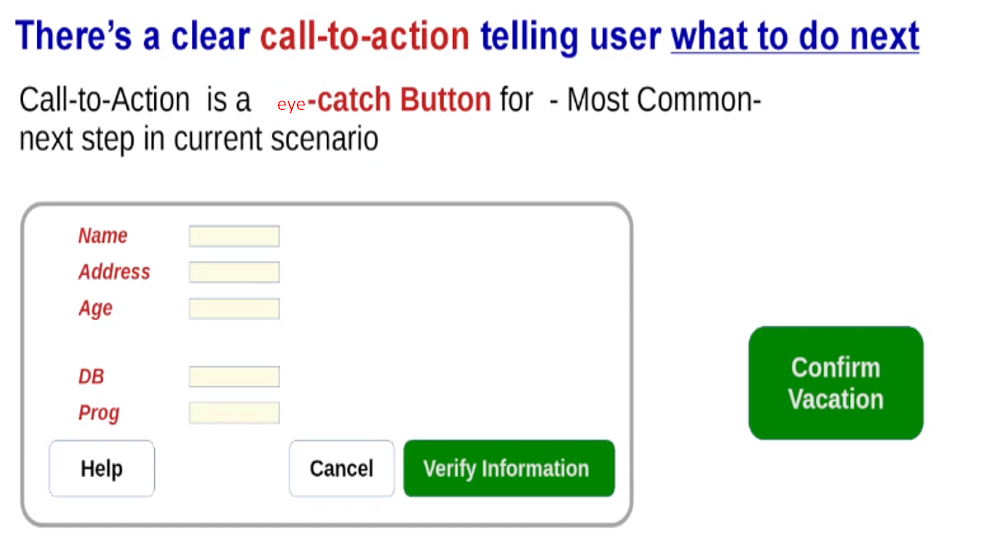 There's a clear call-to-action telling user what to do next
Call-to-Action is a eye-catch Button for - Most Common-
next step in current scenario
Name
Address
Age
DB
Prog
Help Cancel Verify Information
Confirm
Vacation